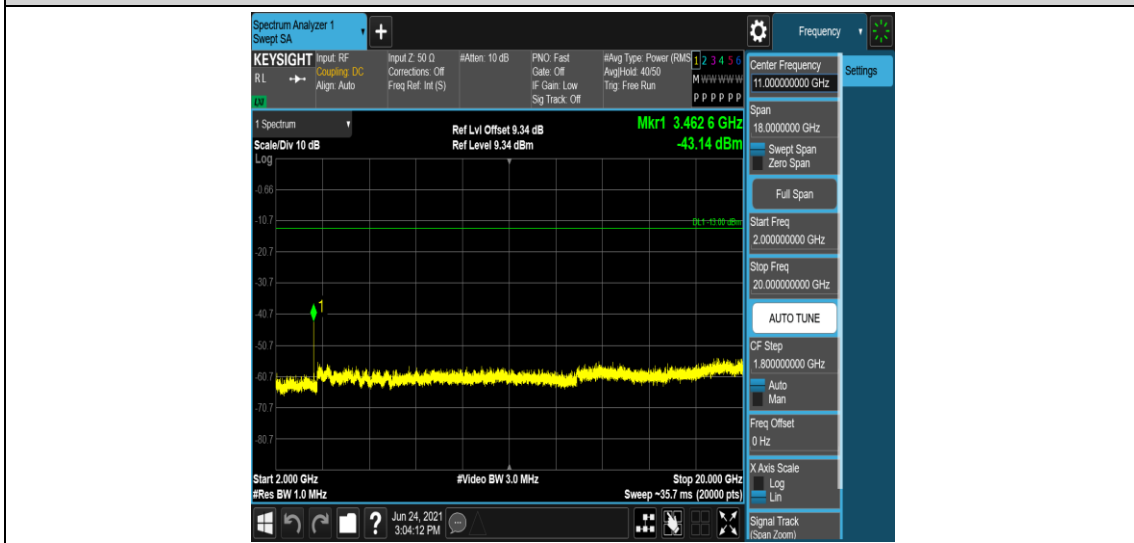 Spectrum Analyzer 1
Swept SA
+
Frequency
KEYSIGHT
RL
LXI
Input: RF
Coupling: DC
Align: Auto
Input Z: 50 Ω
Corrections: Off
Freq Ref: Int (S)
#Atten: 10 dB
PNO: Fast
Gate: Off
IF Gain: Low
Sig Track: Off
#Avg Type: Power (RMS
Avg|Hold: 40/50
Trig: Free Run
1 2 3 4 5 6
M W W W W W
P P P P P P
1 Spectrum
Scale/Div 10 dB
Log
Ref Lvl Offset 9.34 dB
Ref Level 9.34 dBm
Mkr1 3.462 6 GHz
-43.14 dBm
-0.66
-10.7
DL1 -13.00 dBm
-20.7
-30.7
-40.7
1
-50.7
-60.7
-70.7
-80.7
Start 2.000 GHz
#Res BW 1.0 MHz
#Video BW 3.0 MHz
Stop 20.000 GHz
Sweep ~35.7 ms (20000 pts)
?
Jun 24, 2021
3:04:12 PM
Center Frequency
11.000000000 GHz
Settings
Span
18.0000000 GHz
Swept Span
Zero Span
Full Span
Start Freq
2.000000000 GHz
Stop Freq
20.000000000 GHz
AUTO TUNE
CF Step
1.800000000 GHz
Auto
Man
Freq Offset
0 Hz
X Axis Scale
Log
Lin
Signal Track
(Span Zoom)